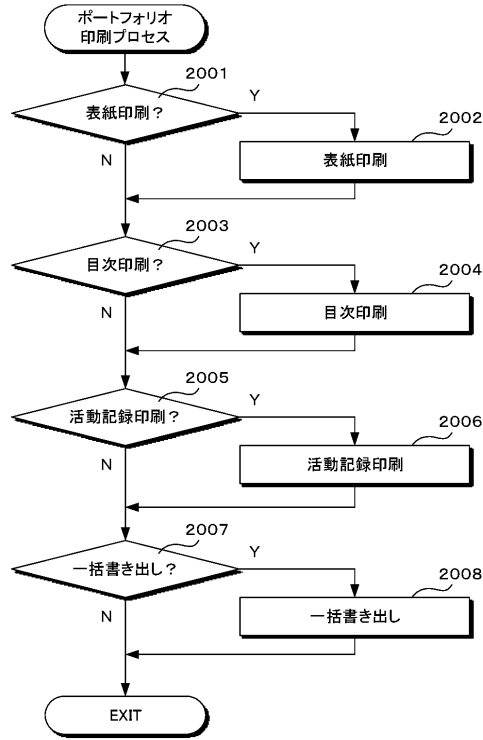 ポートフォリオ
印刷プロセス
2001
表紙印刷？
Y
N
2002
表紙印刷
2003
目次印刷？
Y
N
2004
目次印刷
2005
活動記録印刷？
Y
N
2006
活動記録印刷
2007
一括書き出し？
Y
N
2008
一括書き出し
EXIT